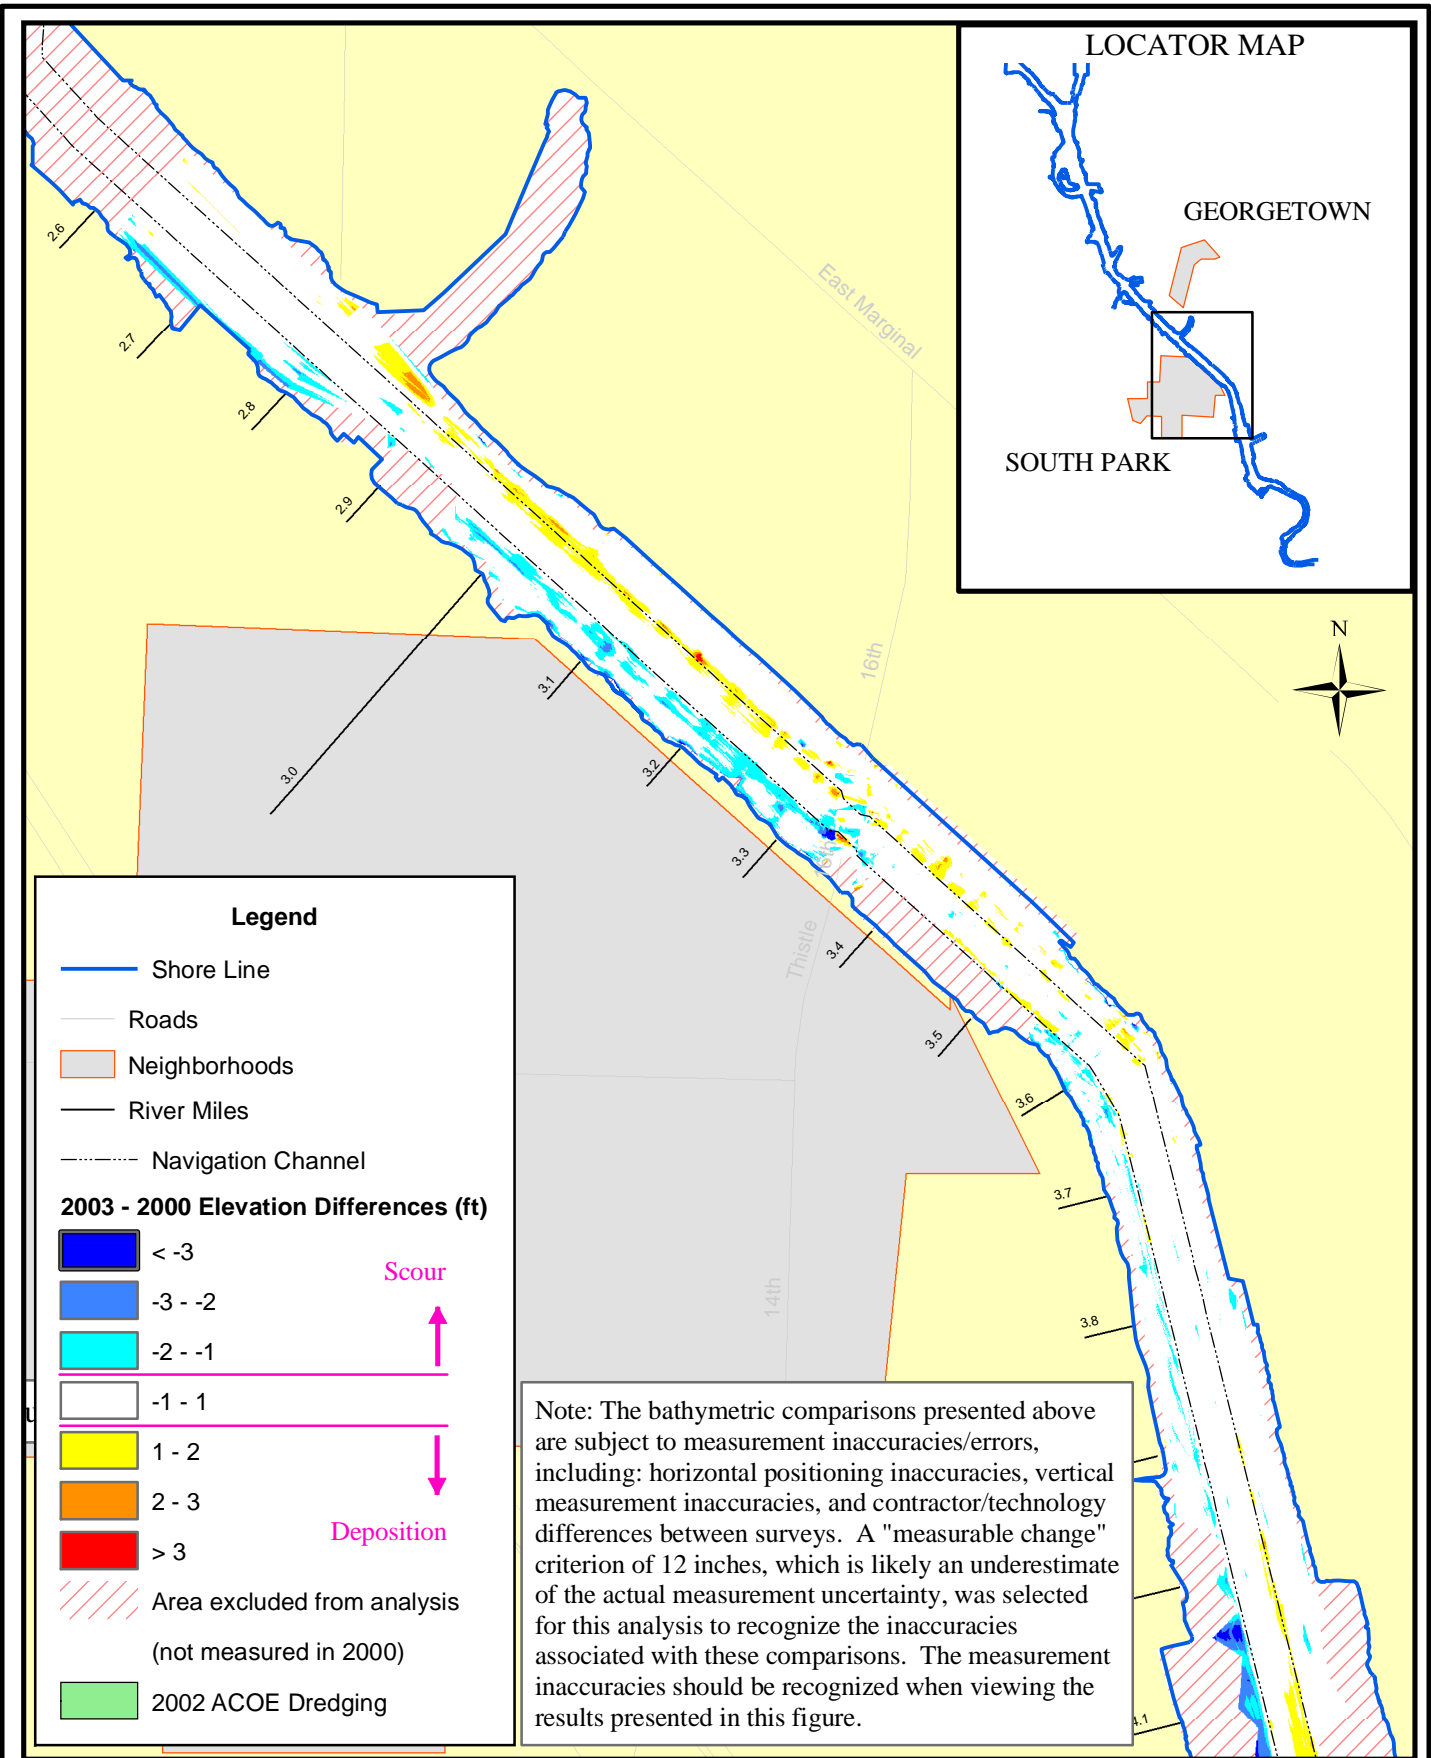 LOCATOR MAP
GEORGETOWN
SOUTH PARK
N
East Marginal
16th
16th
Thistle
14th
2.6
2.7
2.8
2.9
3.0
3.1
3.2
3.3
3.4
3.5
3.6
3.7
3.8
4.1
Legend
Shore Line
Roads
Neighborhoods
River Miles
Navigation Channel
2003 - 2000 Elevation Differences (ft)
< -3
Scour
-3 - -2
-2 - -1
-1 - 1
1 - 2
2 - 3
Deposition
> 3
Area excluded from analysis
(not measured in 2000)
2002 ACOE Dredging
Note: The bathymetric comparisons presented above
are subject to measurement inaccuracies/errors,
including: horizontal positioning inaccuracies, vertical
measurement inaccuracies, and contractor/technology
differences between surveys. A "measurable change"
criterion of 12 inches, which is likely an underestimate
of the actual measurement uncertainty, was selected
for this analysis to recognize the inaccuracies
associated with these comparisons. The measurement
inaccuracies should be recognized when viewing the
results presented in this figure.